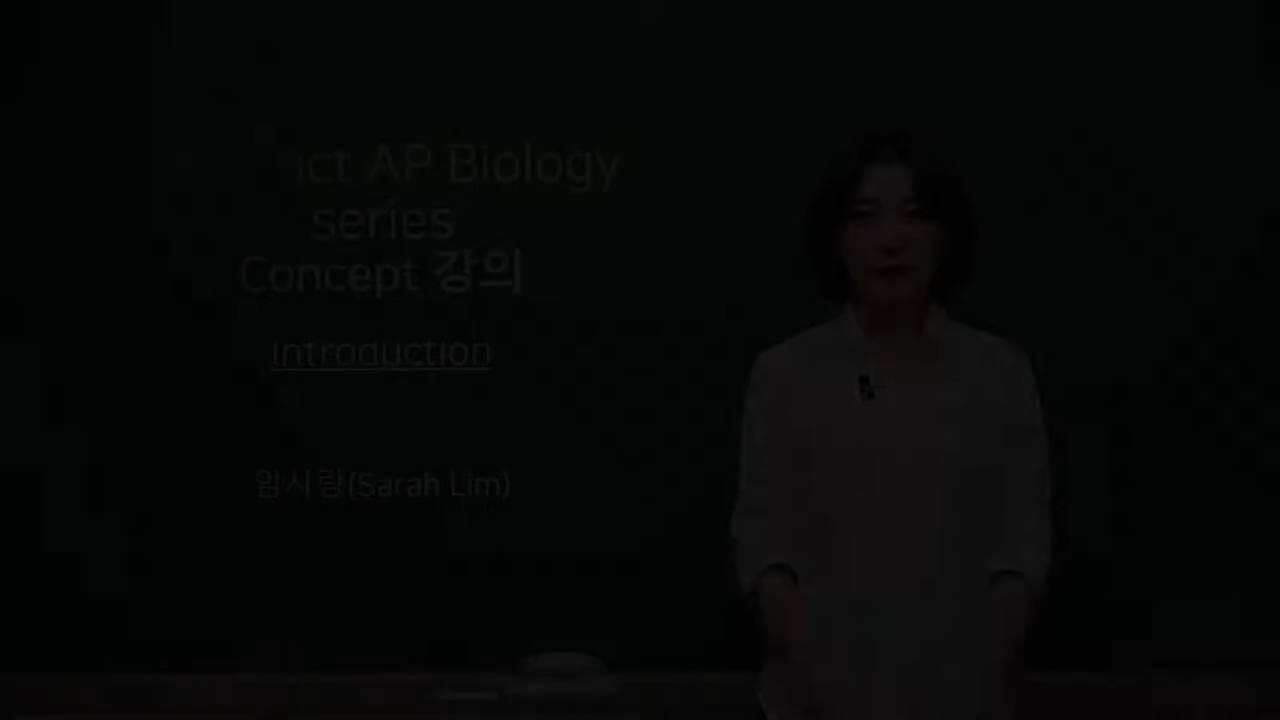 AP Biology
series
Concept 강의
Introduction
임사랑(Sarah Lim)